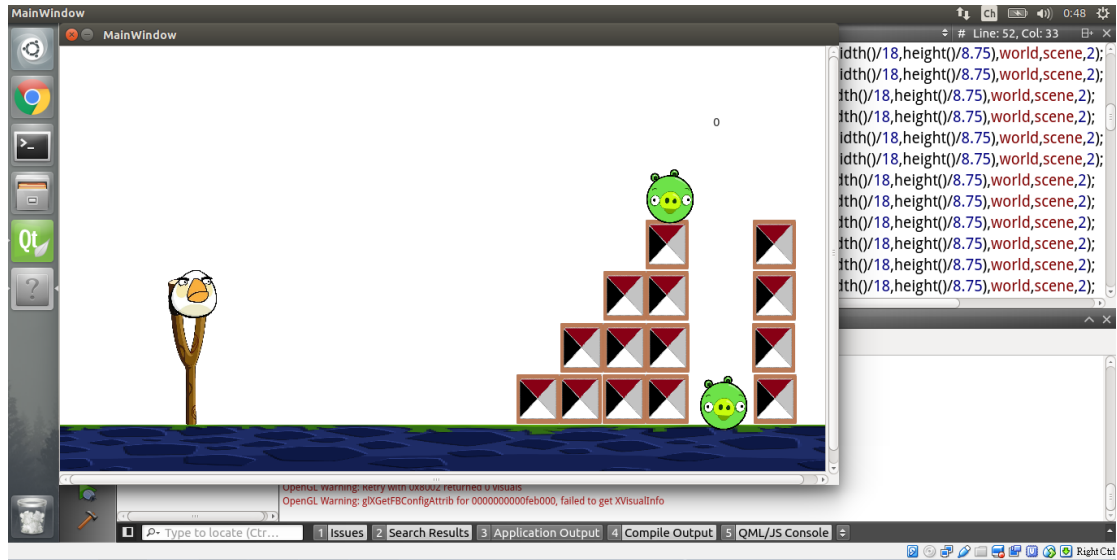 MainWindow
Ch
0:48
MainWindow
# Line: 52, Col: 33
0
idth()/18,height()/8.75),world,scene,2);
idth()/18,height()/8.75),world,scene,2);
dth()/18,height()/8.75),world,scene,2);
dth()/18,height()/8.75),world,scene,2);
idth()/18,height()/8.75),world,scene,2);
idth()/18,height()/8.75),world,scene,2);
dth()/18,height()/8.75),world,scene,2);
dth()/18,height()/8.75),world,scene,2);
dth()/18,height()/8.75),world,scene,2);
dth()/18,height()/8.75),world,scene,2);
dth()/18,height()/8.75),world,scene,2);
dth()/18,height()/8.75),world,scene,2);
Qt
?
OpenGL Warning: Retry with 0x8002 returned 0 visuals
OpenGL Warning: glXGetFBConfigAttrib for 0000000000feb000, failed to get XVisualInfo
Type to locate (Ctr...
1 Issues
2 Search Results
3 Application Output
4 Compile Output
5 QML/JS Console
Right Ctrl